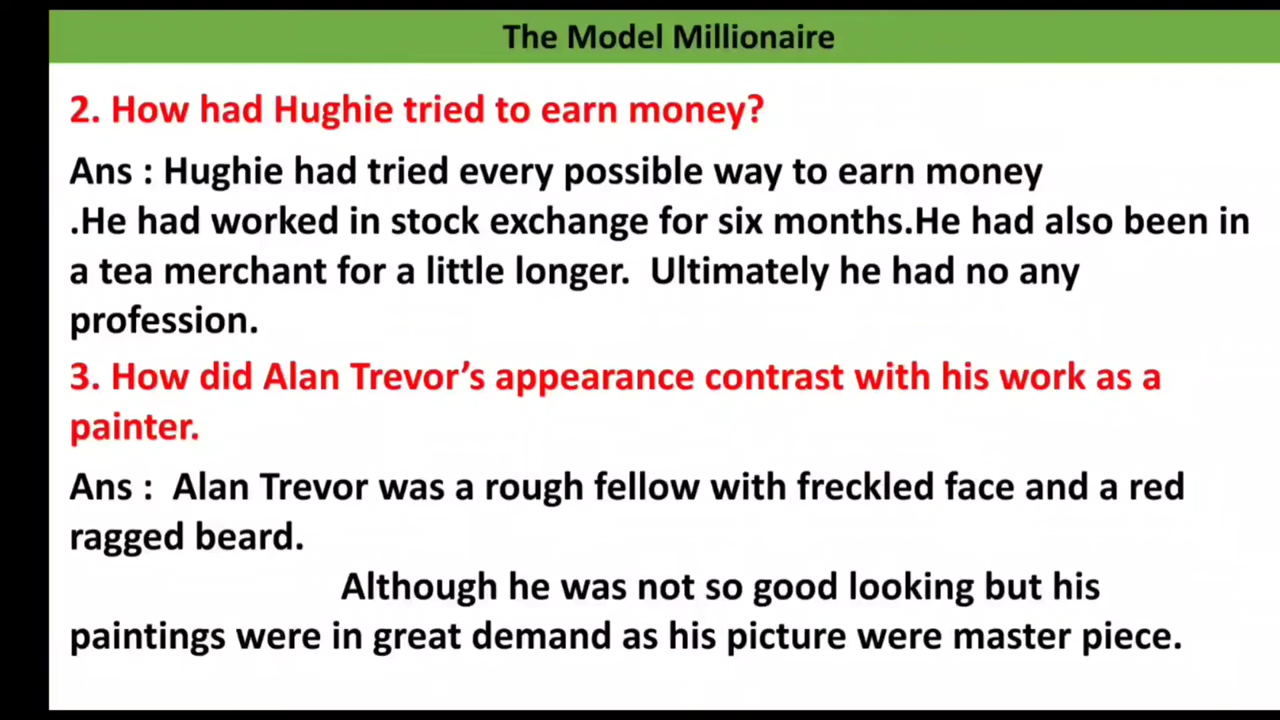 The Model Millionaire
2. How had Hughie tried to earn money?
Ans : Hughie had tried every possible way to earn money
.He had worked in stock exchange for six months.He had also been in
a tea merchant for a little longer.  Ultimately he had no any
profession.
3. How did Alan Trevor’s appearance contrast with his work as a
painter.
Ans :  Alan Trevor was a rough fellow with freckled face and a red
ragged beard.
Although he was not so good looking but his
paintings were in great demand as his picture were master piece.